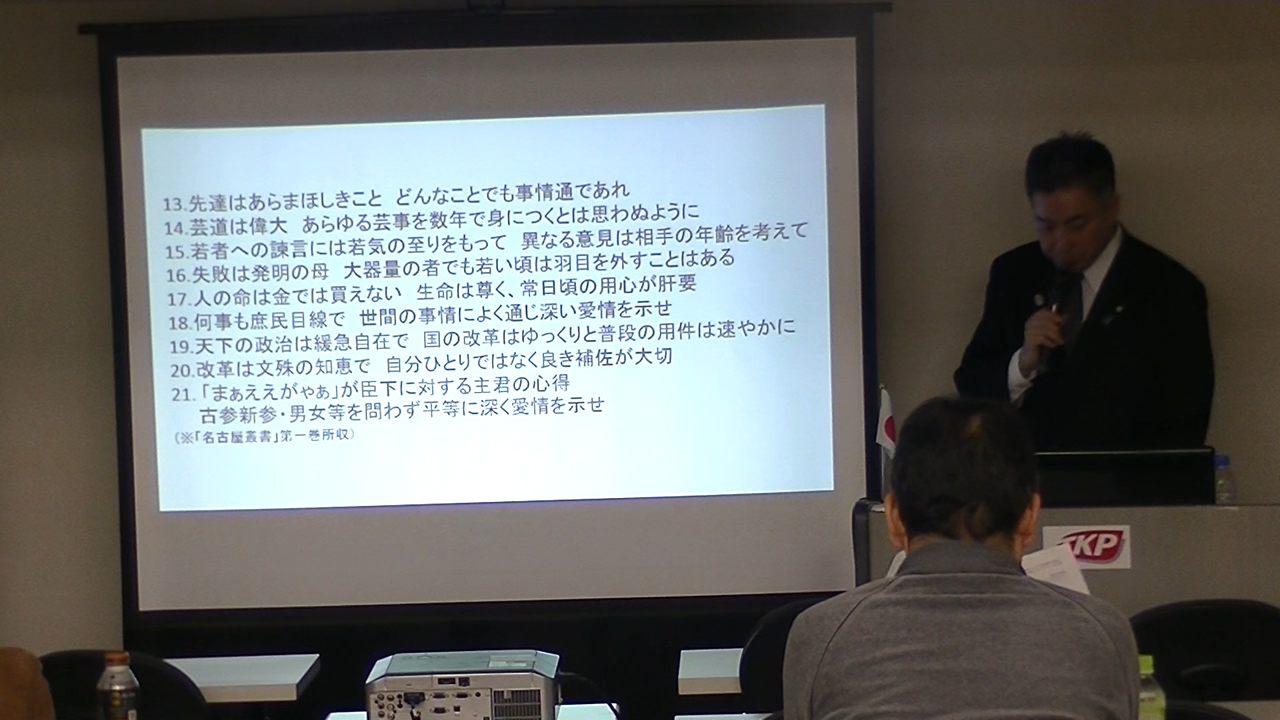 13.先達はあらまほしきこと　どんなことでも事情通であれ
14.芸道は偉大　あらゆる芸事を数年で身につくとは思わぬように
15.若者への諫言には若気の至りをもって　異なる意見は相手の年齢を考えて
16.失敗は発明の母　大器量の者でも若い頃は羽目を外すことはある
17.人の命は金では買えない　生命は尊く、常日頃の用心が肝要
18.何事も庶民目線で　世間の事情によく通じ深い愛情を示せ
19.天下の政治は緩急自在で　国の改革はゆっくりと普段の用件は速やかに
20.改革は文殊の知恵で　自分ひとりではなく良き補佐が大切
21.「まぁええがやぁ」が臣下に対する主君の心得
古参新参・男女等を問わず平等に深く愛情を示せ
(※「名古屋叢書」第一巻所収)
TKP